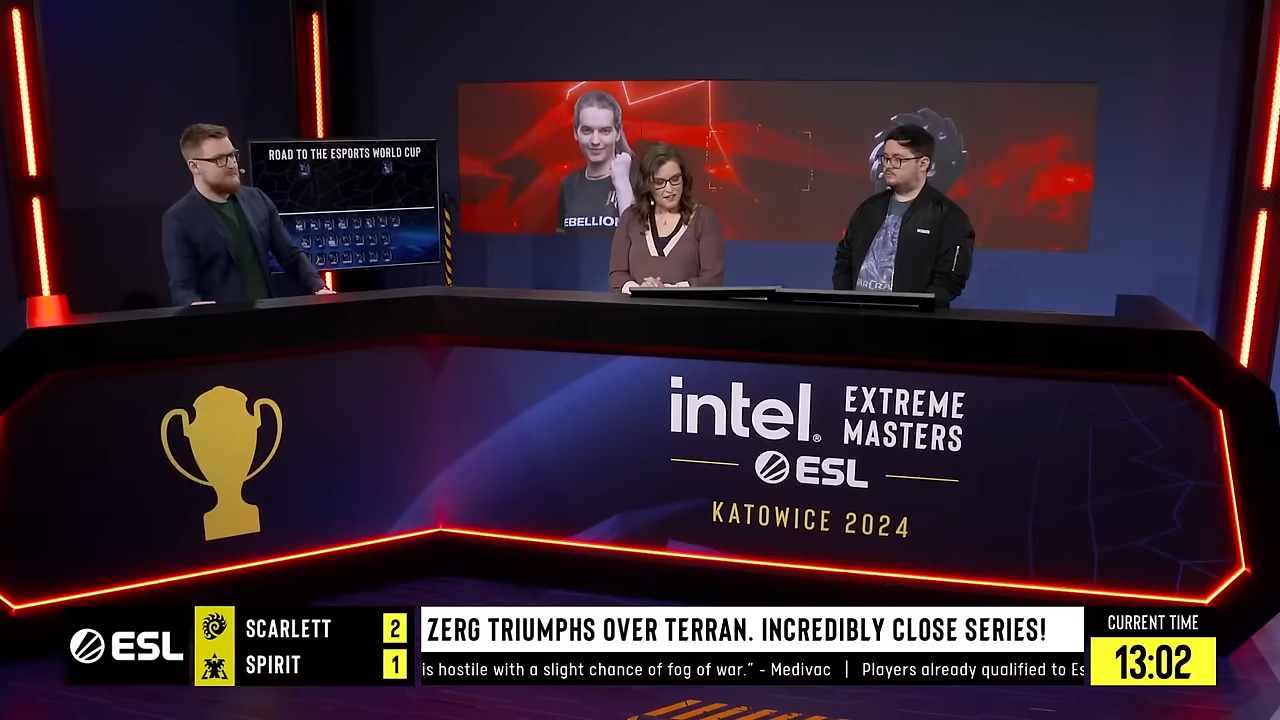 ROAD TO THE ESPORTS WORLD CUP
EBELLIO
intel.
EXTREME
MASTERS
ESL
KATOWICE 2024
ESL
SCARLETT 2
SPIRIT 1
ZERG TRIUMPHS OVER TERRAN. INCREDIBLY CLOSE SERIES!
is hostile with a slight chance of fog of war." - Medivac | Players already qualified to Es
CURRENT TIME
13:02